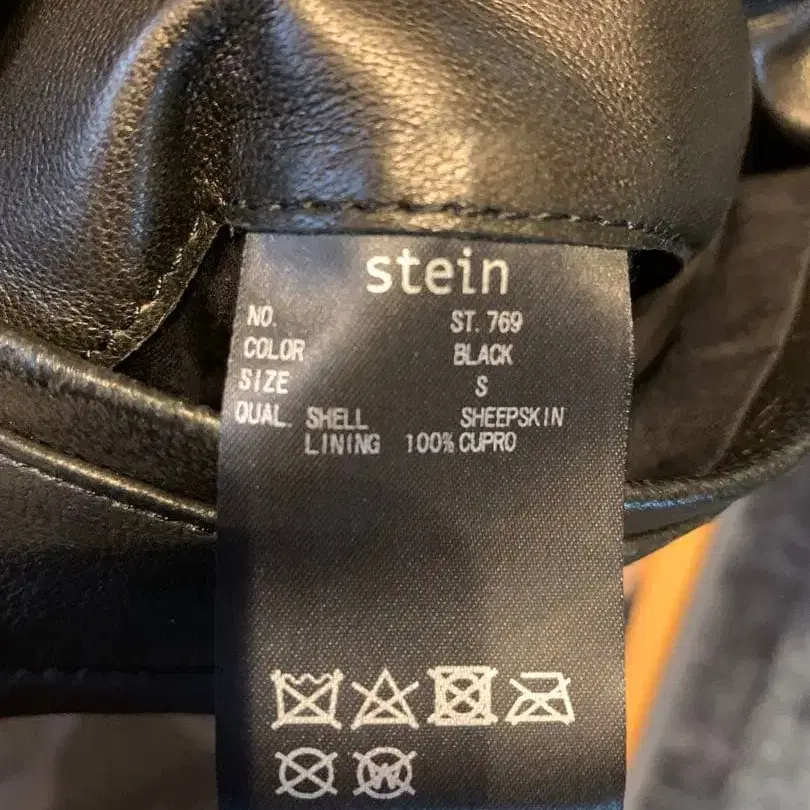 stein
NO. ST. 769
COLOR BLACK
SIZE S
QUAL. SHELL SHEEPSKIN
LINING 100% CUPRO
W